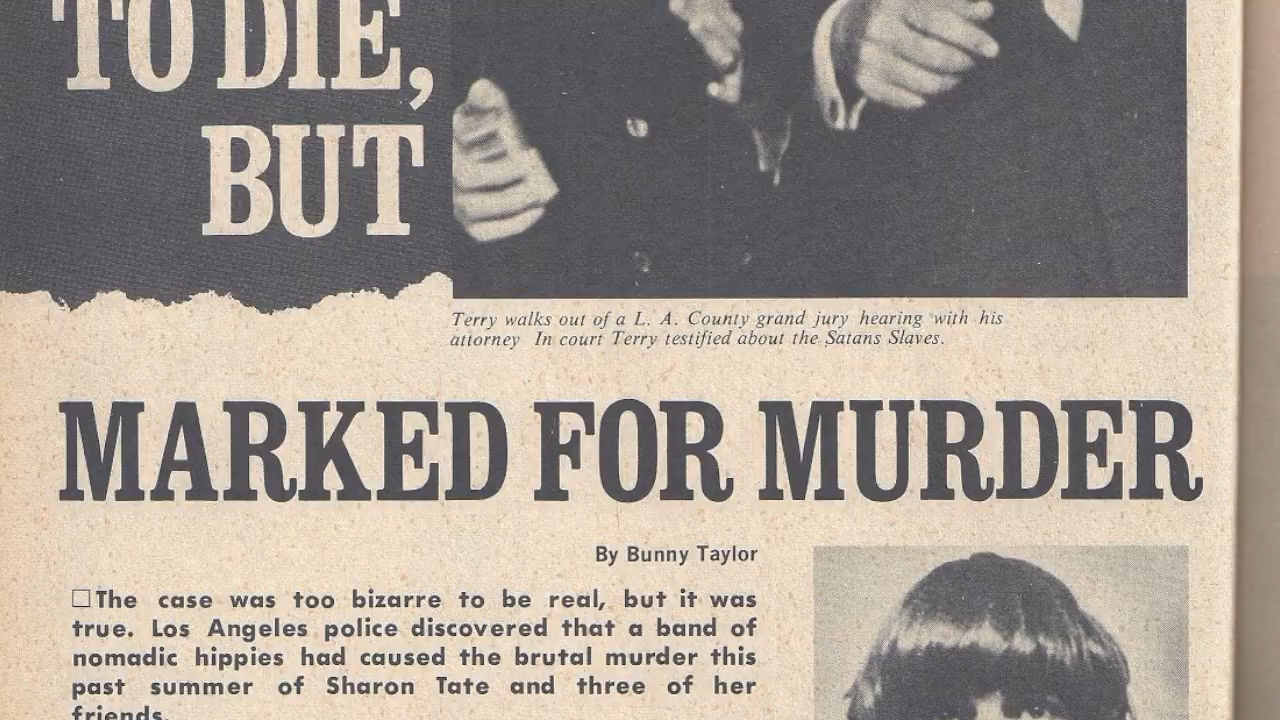 TO DIE,
BUT
Terry walks out of a L. A. County grand jury hearing with his
attorney In court Terry testified about the Satans Slaves.
MARKED FOR MURDER
By Bunny Taylor
□The case was too bizarre to be real, but it was
true. Los Angeles police discovered that a band of
nomadic hippies had caused the brutal murder this
past summer of Sharon Tate and three of her
friends.